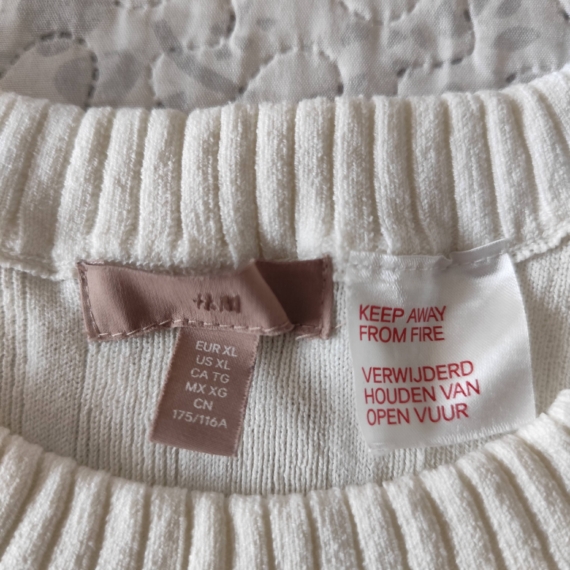 EUR XL
US XL
CA TG
MX XG
CN
175/116A
KEEP AWAY
FROM FIRE
VERWIJDERD
HOUDEN VAN
OPEN VUUR